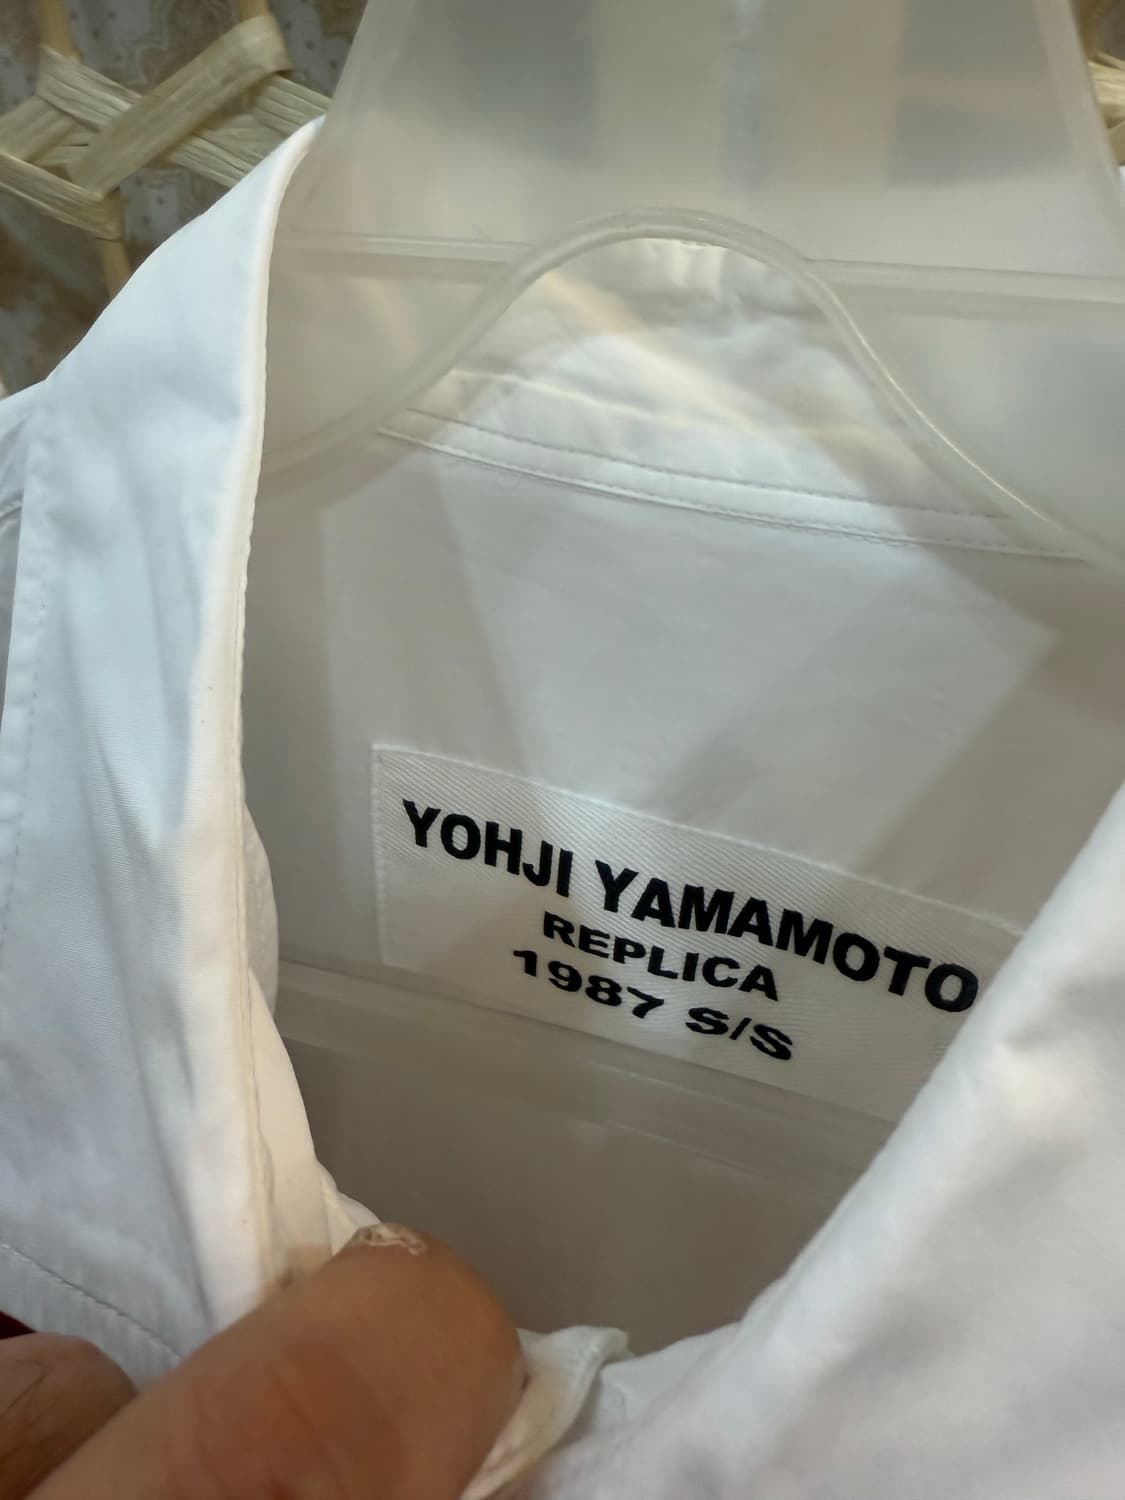 YOHJI YAMAMOTO
REPLICA
1987 S/S